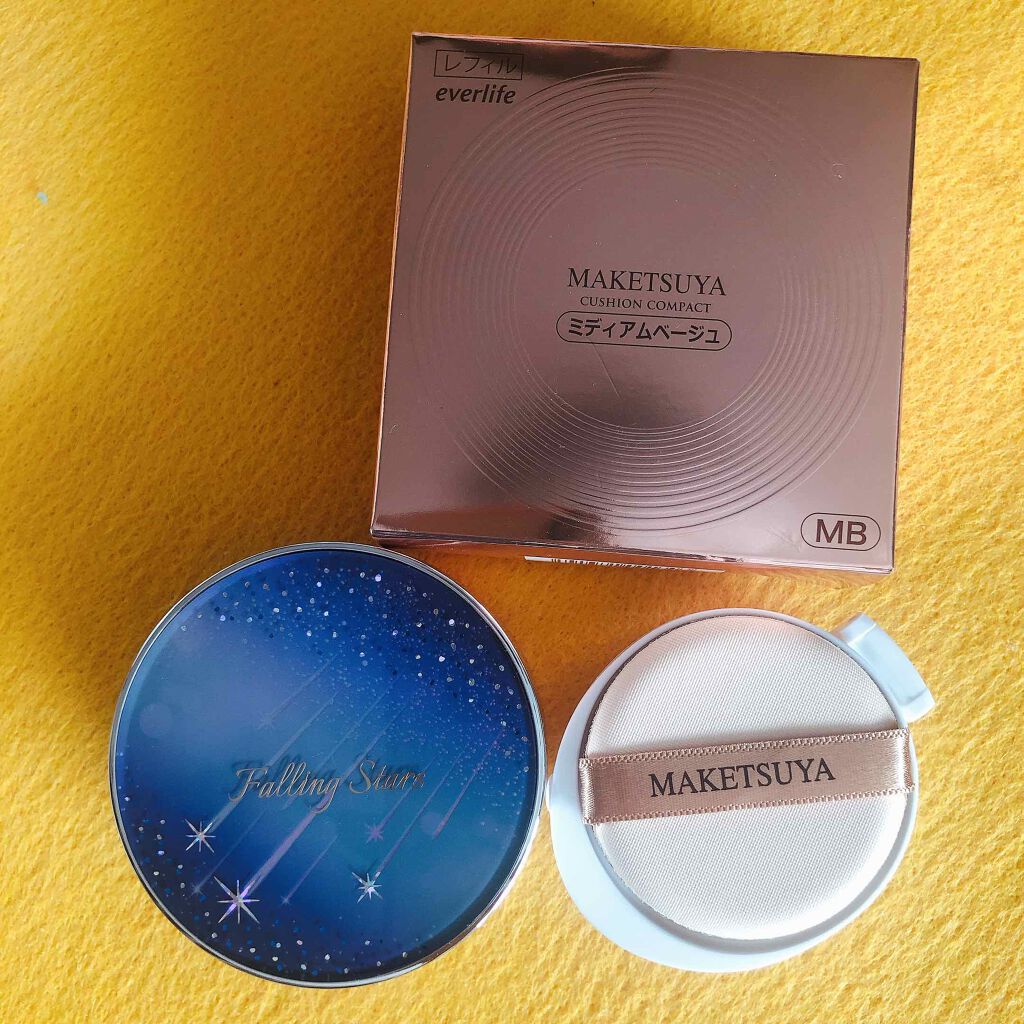 レフィル
everlife
MAKETSUYA
CUSHION COMPACT
ミディアムベージュ
MB
Falling Stars
MAKETSUYA